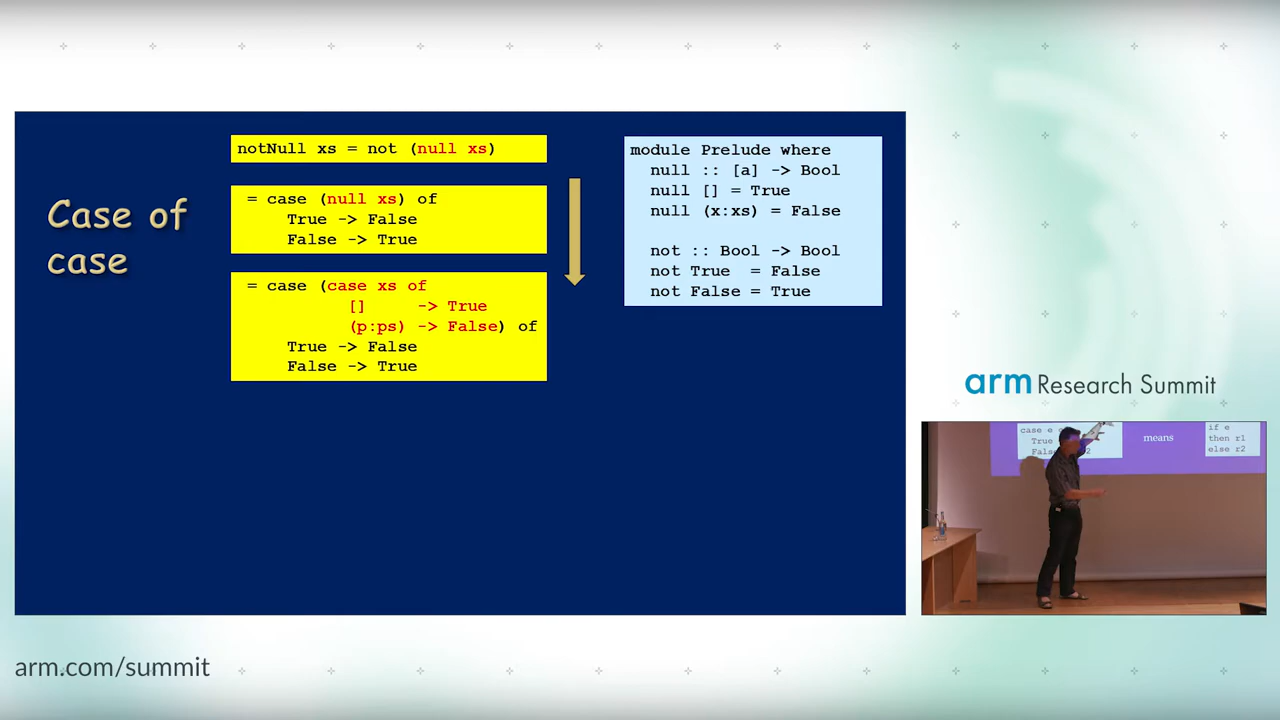 Case of
case
notNull xs = not (null xs)
= case (null xs) of
True -> False
False -> True
= case (case xs of
[] -> True
(p:ps) -> False) of
True -> False
False -> True
module Prelude where
null :: [a] -> Bool
null [] = True
null (x:xs) = False
not :: Bool -> Bool
not True = False
not False = True
arm Research Summit
case e
True
means
if e
then r1
else r2
arm.com/summit